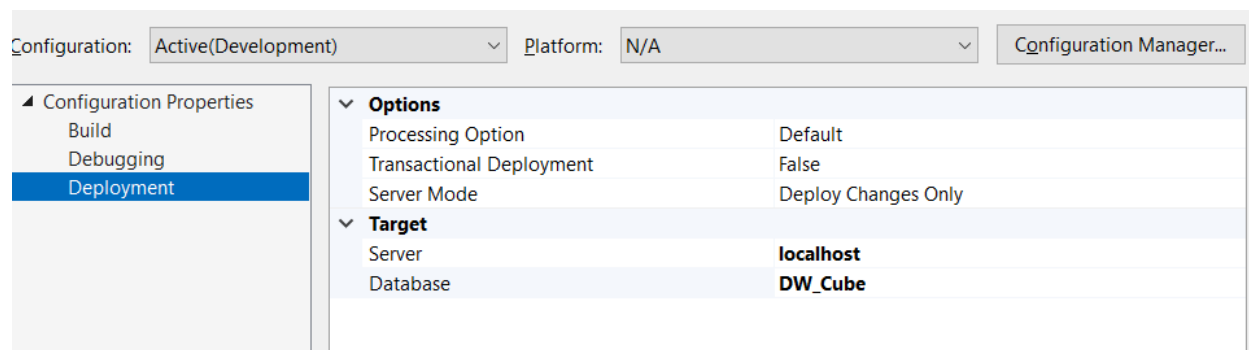 Configuration: Active(Development) Platform: N/A Configuration Manager...
Configuration Properties
Build
Debugging
Deployment
Options
Processing Option Default
Transactional Deployment False
Server Mode Deploy Changes Only
Target
Server localhost
Database DW_Cube